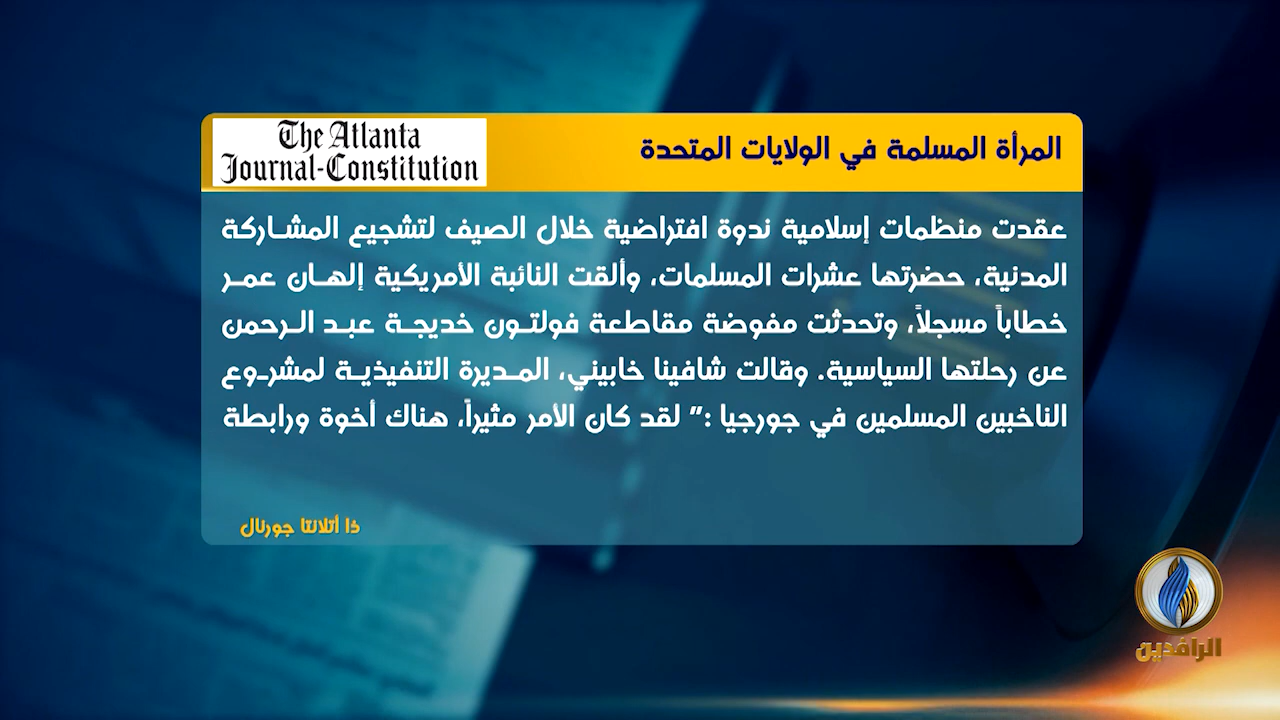 المرأة المسلمة في الولايات المتحدة
The Atlanta
Journal-Constitution
عقدت منظمات إسلامية ندوة افتراضية خلال الصيف لتشجيع المشاركة
المدنية، حضرتها عشرات المسلمات، وألقت النائبة الأمريكية إلهان عمر
خطاباً مسجلاً، وتحدثت مفوضة مقاطعة فولتون خديجة عبد الرحمن
عن رحلتها السياسية. وقالت شافينا خابيني، المديرة التنفيذية لمشروع
الناخبين المسلمين في جورجيا :" لقد كان الأمر مثيراً، هناك أخوة ورابطة
ذا أتلانتا جورنال
الرافدين